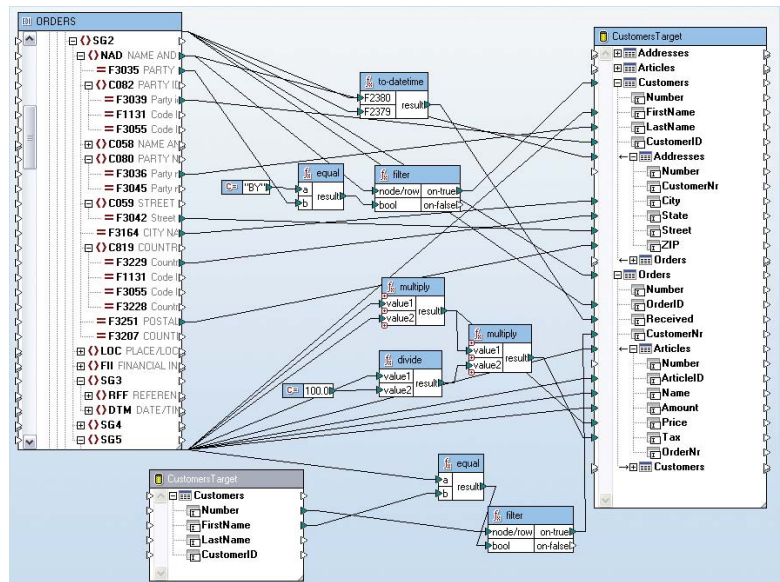 ORDERS
SG2
NAD NAME AND
F3035 PARTY
C082 PARTY
F3039 Party
F1131 Code
F3055 Code
C058 NAME AN
C080 PARTY N
F3036 Party
F3045 Party
C059 STREET
F3042 Street
F3164 CITY NA
C819 COUNTR
F3229 Countr
F1131 Code
F3055 Code
F3228 Countr
F3251 POSTAL
F3207 COUNT
LOC PLACE/LOC
FII FINANCIAL IN
SG3
RFF REFEREN
DTM DATE/TI
SG4
SG5
to-datetime
F2380
F2379
result
C= "BY"
equal
a
b
result
filter
node/row on-true
bool on-false
multiply
value1
value2
result
multiply
value1
value2
result
C= 100.0
divide
value1
value2
result
equal
a
b
result
filter
node/row on-true
bool on-false
CustomersTarget
Customers
Number
FirstName
LastName
CustomerID
CustomersTarget
Addresses
Articles
Customers
Number
FirstName
LastName
CustomerID
Addresses
Number
CustomerNr
City
State
Street
ZIP
Orders
Orders
Number
OrderID
Received
CustomerNr
Articles
Number
ArticleID
Name
Amount
Price
Tax
OrderNr
Customers